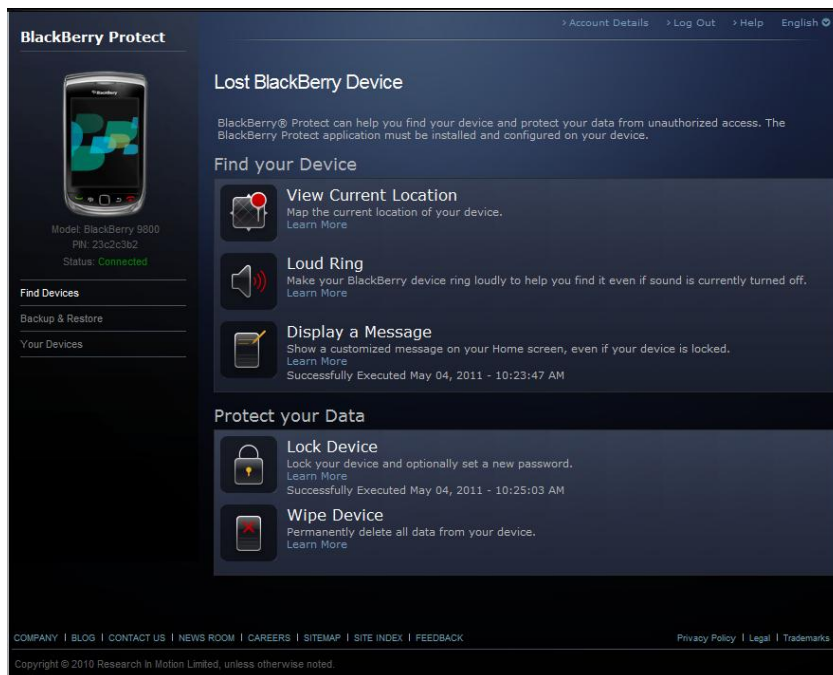 > Account Details > Log Out > Help English
BlackBerry Protect
BlackBerry
Model: BlackBerry 9800
PIN: 23c2c3b2
Status: Connected
Find Devices
Backup & Restore
Your Devices
Lost BlackBerry Device
BlackBerry® Protect can help you find your device and protect your data from unauthorized access. The
BlackBerry Protect application must be installed and configured on your device.
Find your Device
View Current Location
Map the current location of your device.
Learn More
Loud Ring
Make your BlackBerry device ring loudly to help you find it even if sound is currently turned off.
Learn More
Display a Message
Show a customized message on your Home screen, even if your device is locked.
Learn More
Successfully Executed May 04, 2011 - 10:23:47 AM
Protect your Data
Lock Device
Lock your device and optionally set a new password.
Learn More
Successfully Executed May 04, 2011 - 10:25:03 AM
Wipe Device
Permanently delete all data from your device.
Learn More
COMPANY | BLOG | CONTACT US | NEWS ROOM | CAREERS | SITEMAP | SITE INDEX | FEEDBACK Privacy Policy | Legal | Trademarks
Copyright © 2010 Research In Motion Limited, unless otherwise noted.